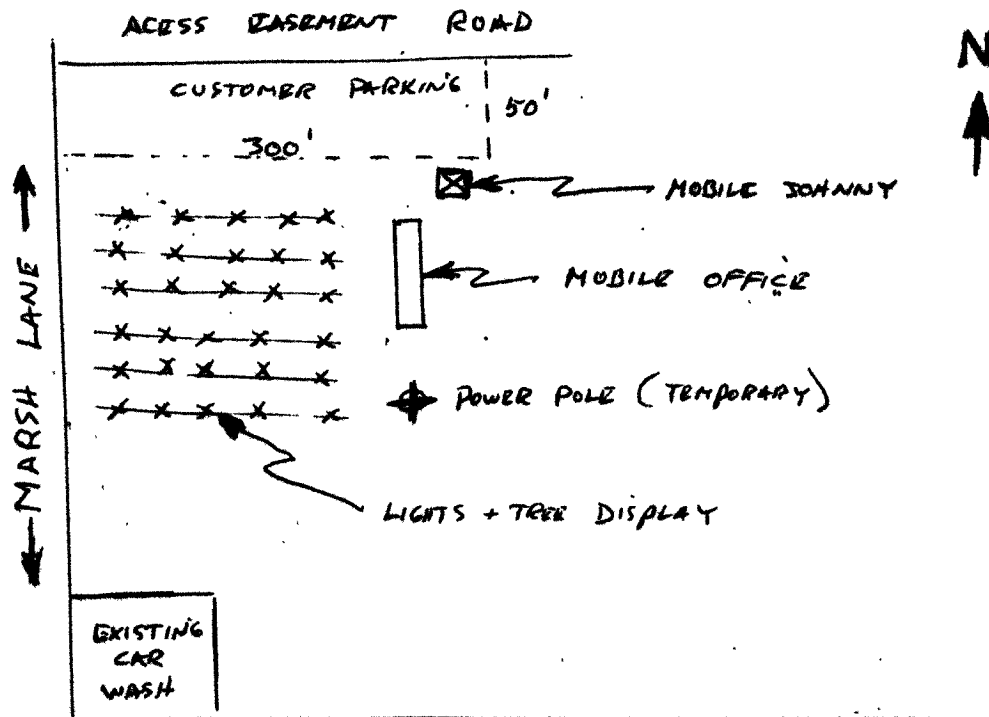 ACESS EASEMENT ROAD
N
CUSTOMER PARKING
50'
300'
MOBILE JOHNNY
MOBILE OFFICE
MARSH LANE
POWER POLE (TEMPORARY)
LIGHTS + TREE DISPLAY
EXISTING
CAR
WASH